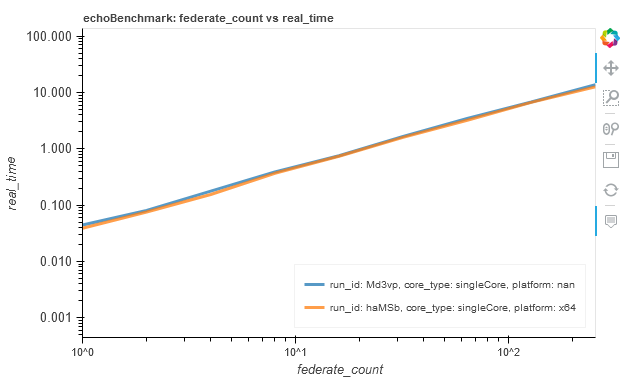 echoBenchmark: federate_count vs real_time
100.000
10.000
1.000
0.100
0.010
0.001
real_time
run_id: Md3vp, core_type: singleCore, platform: nan
run_id: haMSb, core_type: singleCore, platform: x64
10^0
10^1
10^2
federate_count